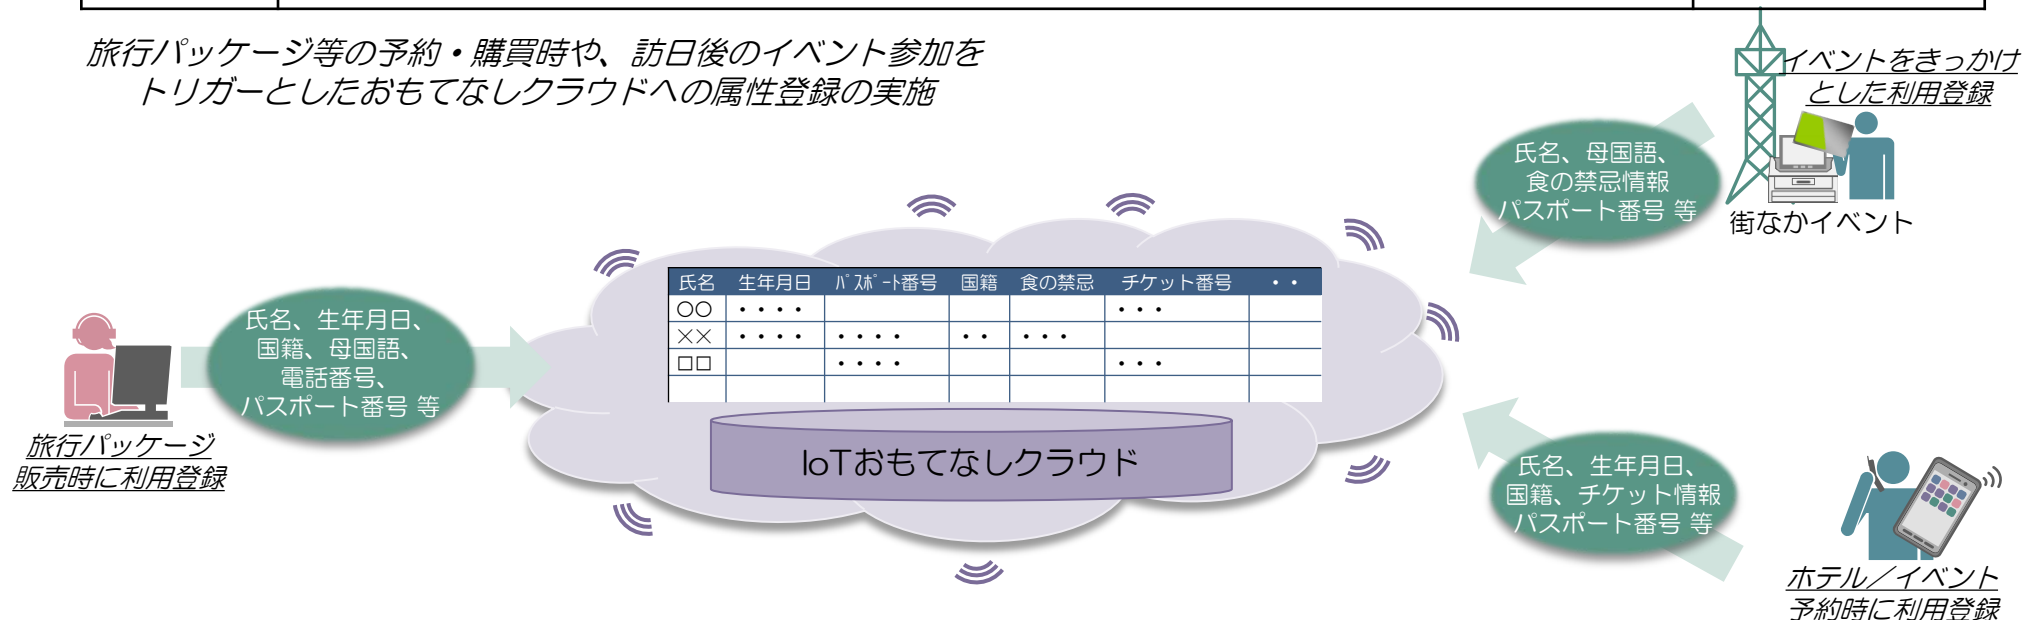 旅行パッケージ等の予約・購買時や、訪日後のイベント参加を
トリガーとしたおもてなしクラウドへの属性登録の実施
イベントをきっかけ
とした利用登録
氏名、母国語、
食の禁忌情報
パスポート番号 等
街なかイベント
氏名 生年月日 ﾊﾟｽﾎﾟｰﾄ番号 国籍 食の禁忌 チケット番号 ・・
○○ ・・・・ ・・・
×× ・・・・ ・・・・ ・・ ・・・
□□ ・・・・ ・・・
氏名、生年月日、
国籍、母国語、
電話番号、
パスポート番号 等
旅行パッケージ
販売時に利用登録
IoTおもてなしクラウド
氏名、生年月日、
国籍、チケット情報
パスポート番号 等
ホテル／イベント
予約時に利用登録